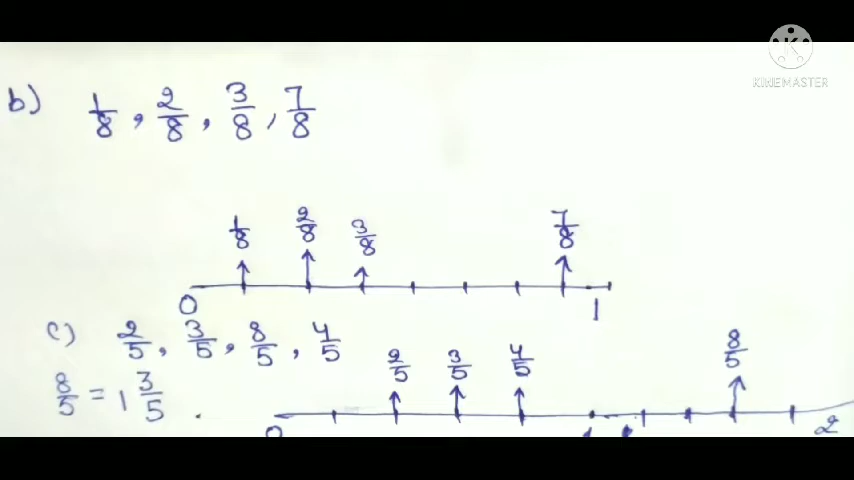 KINEMASTER
b) 1/8, 2/8, 3/8, 7/8
1/8 2/8 3/8 7/8
0 1
c) 2/5, 3/5, 8/5, 4/5
2/5 3/5 4/5 8/5
8/5 = 1 3/5
0 1 2